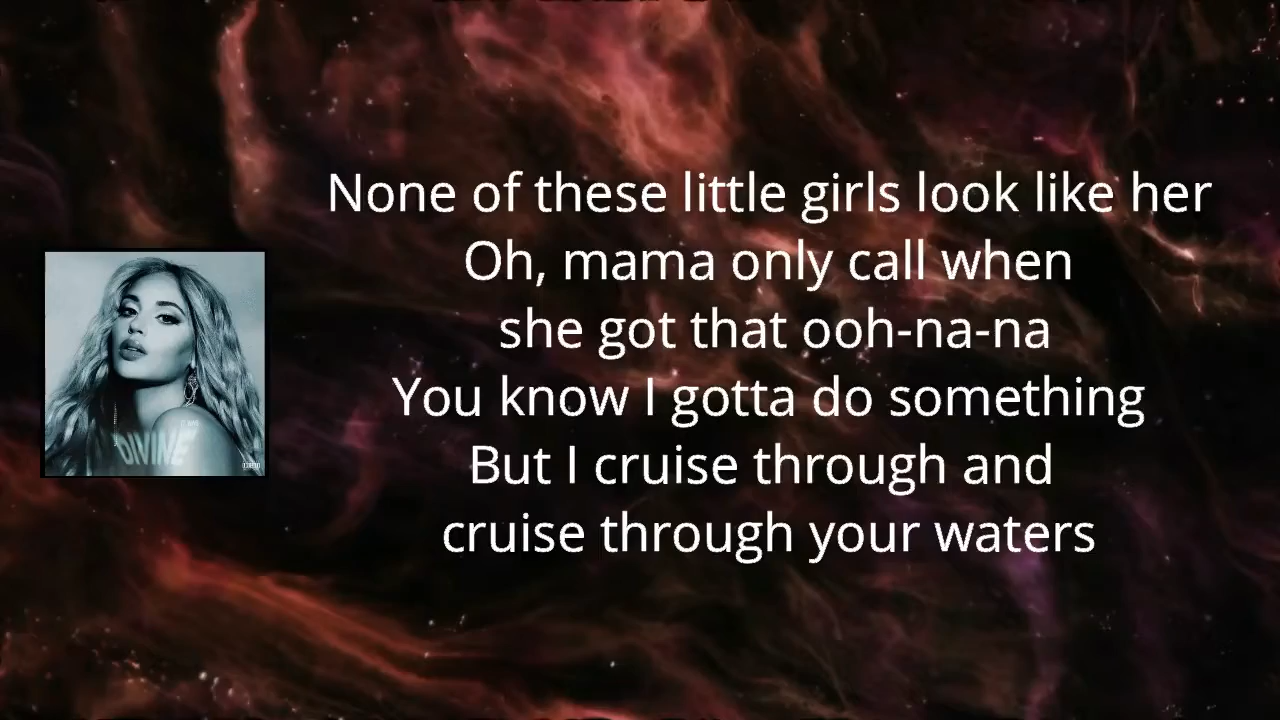 DIVINE
None of these little girls look like her
Oh, mama only call when
she got that ooh-na-na
You know I gotta do something
But I cruise through and
cruise through your waters